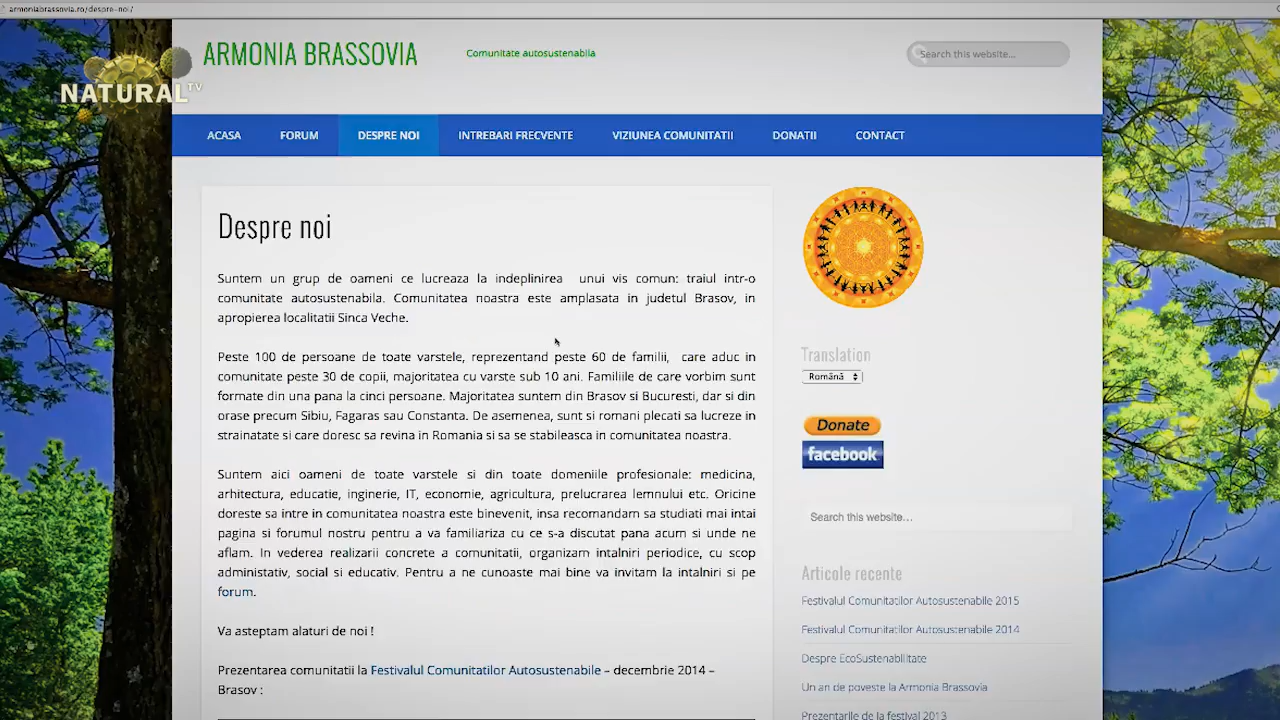 armoniabrassovia.ro/despre-noi/
ARMONIA BRASSOVIA
Comunitate autosustenabila
Search this website...
NATURAL TV
ACASA FORUM DESPRE NOI INTREBARI FRECVENTE VIZIUNEA COMUNITATII DONATII CONTACT
Despre noi
Suntem un grup de oameni ce lucreaza la indeplinirea unui vis comun: traiul intr-o
comunitate autosustenabila. Comunitatea noastra este amplasata in judetul Brasov, in
apropierea localitatii Sinca Veche.
Peste 100 de persoane de toate varstele, reprezentand peste 60 de familii, care aduc in
comunitate peste 30 de copii, majoritatea cu varste sub 10 ani. Familiile de care vorbim sunt
formate din una pana la cinci persoane. Majoritatea suntem din Brasov si Bucuresti, dar si din
orase precum Sibiu, Fagaras sau Constanta. De asemenea, sunt si romani plecati sa lucreze in
strainatate si care doresc sa revina in Romania si sa se stabileasca in comunitatea noastra.
Suntem aici oameni de toate varstele si din toate domeniile profesionale: medicina,
arhitectura, educatie, inginerie, IT, economie, agricultura, prelucrarea lemnului etc. Oricine
doreste sa intre in comunitatea noastra este binevenit, insa recomandam sa studiati mai intai
pagina si forumul nostru pentru a va familiariza cu ce s-a discutat pana acum si unde ne
aflam. In vederea realizarii concrete a comunitatii, organizam intalniri periodice, cu scop
administativ, social si educativ. Pentru a ne cunoaste mai bine va invitam la intalniri si pe
forum.
Va asteptam alaturi de noi !
Prezentarea comunitatii la Festivalul Comunitatilor Autosustenabile – decembrie 2014 –
Brasov :
Translation
Română
Donate
facebook
Search this website...
Articole recente
Festivalul Comunitatilor Autosustenabile 2015
Festivalul Comunitatilor Autosustenabile 2014
Despre EcoSustenabilitate
Un an de poveste la Armonia Brassovia
Prezentarile de la festival 2013